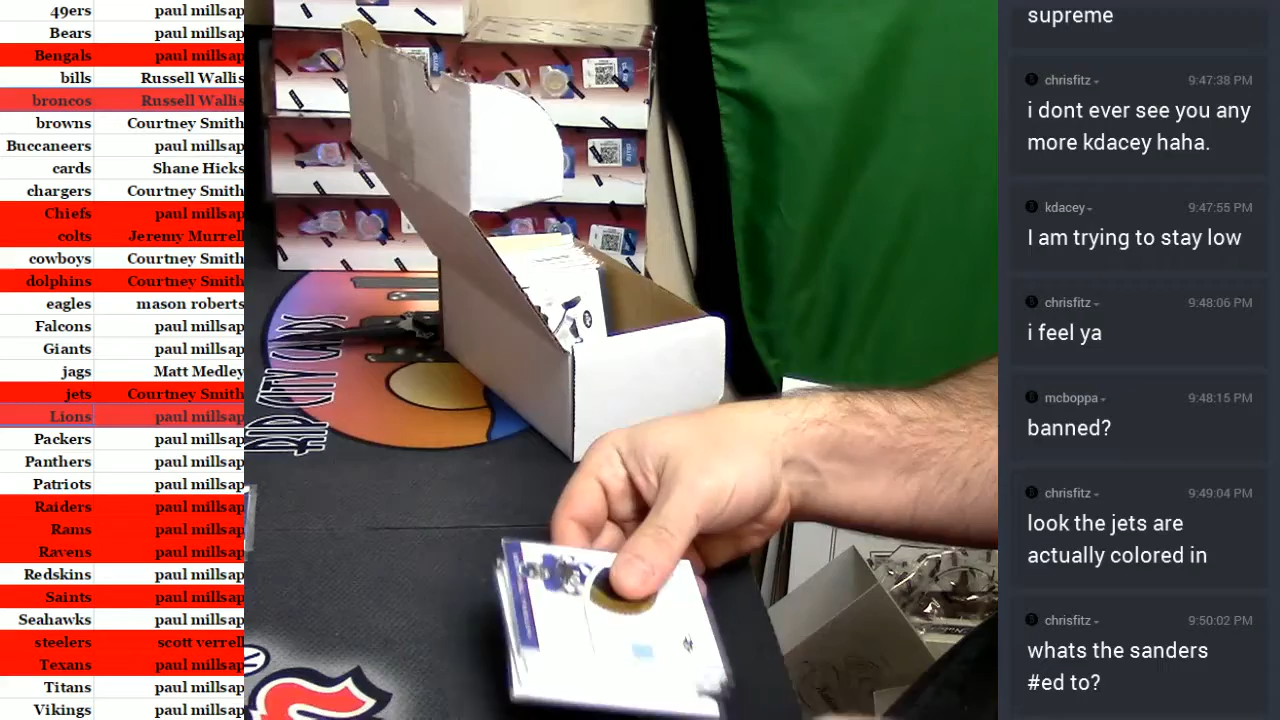 49ers paul millsap
Bears paul millsap
Bengals paul millsap
bills Russell Wallis
broncos Russell Wallis
browns Courtney Smith
Buccaneers paul millsap
cards Shane Hicks
chargers Courtney Smith
Chiefs paul millsap
colts Jeremy Murrell
cowboys Courtney Smith
dolphins Courtney Smith
eagles mason roberts
Falcons paul millsap
Giants paul millsap
jags Matt Medley
jets Courtney Smith
Lions paul millsap
Packers paul millsap
Panthers paul millsap
Patriots paul millsap
Raiders paul millsap
Rams paul millsap
Ravens paul millsap
Redskins paul millsap
Saints paul millsap
Seahawks paul millsap
steelers scott verrell
Texans paul millsap
Titans paul millsap
Vikings paul millsap
RIP CITY CARDS
supreme
chrisfitz 9:47:38 PM
i dont ever see you any
more kdacey haha.
kdacey 9:47:55 PM
I am trying to stay low
chrisfitz 9:48:06 PM
i feel ya
mcboppa 9:48:15 PM
banned?
chrisfitz 9:49:04 PM
look the jets are
actually colored in
chrisfitz 9:50:02 PM
whats the sanders
#ed to?